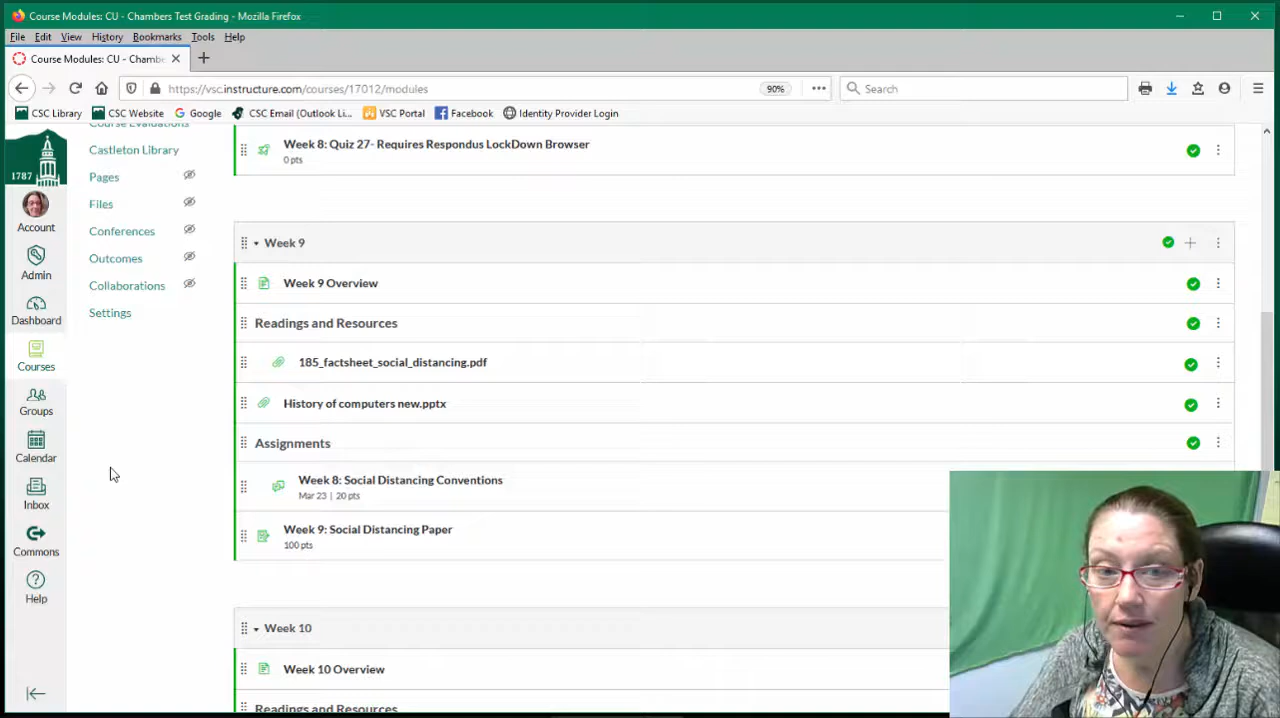 Course Modules: CU - Chambers Test Grading - Mozilla Firefox
File Edit View History Bookmarks Tools Help
Course Modules: CU - Chambe
https://vsc.instructure.com/courses/17012/modules 90% Search
CSC Library CSC Website Google CSC Email (Outlook Li... VSC Portal Facebook Identity Provider Login
1787
Account
Admin
Dashboard
Courses
Groups
Calendar
Inbox
Commons
Help
Course Evaluations
Castleton Library
Pages
Files
Conferences
Outcomes
Collaborations
Settings
Week 8: Quiz 27- Requires Respondus LockDown Browser
0 pts
Week 9
Week 9 Overview
Readings and Resources
185_factsheet_social_distancing.pdf
History of computers new.pptx
Assignments
Week 8: Social Distancing Conventions
Mar 23 | 20 pts
Week 9: Social Distancing Paper
100 pts
Week 10
Week 10 Overview
Readings and Resources